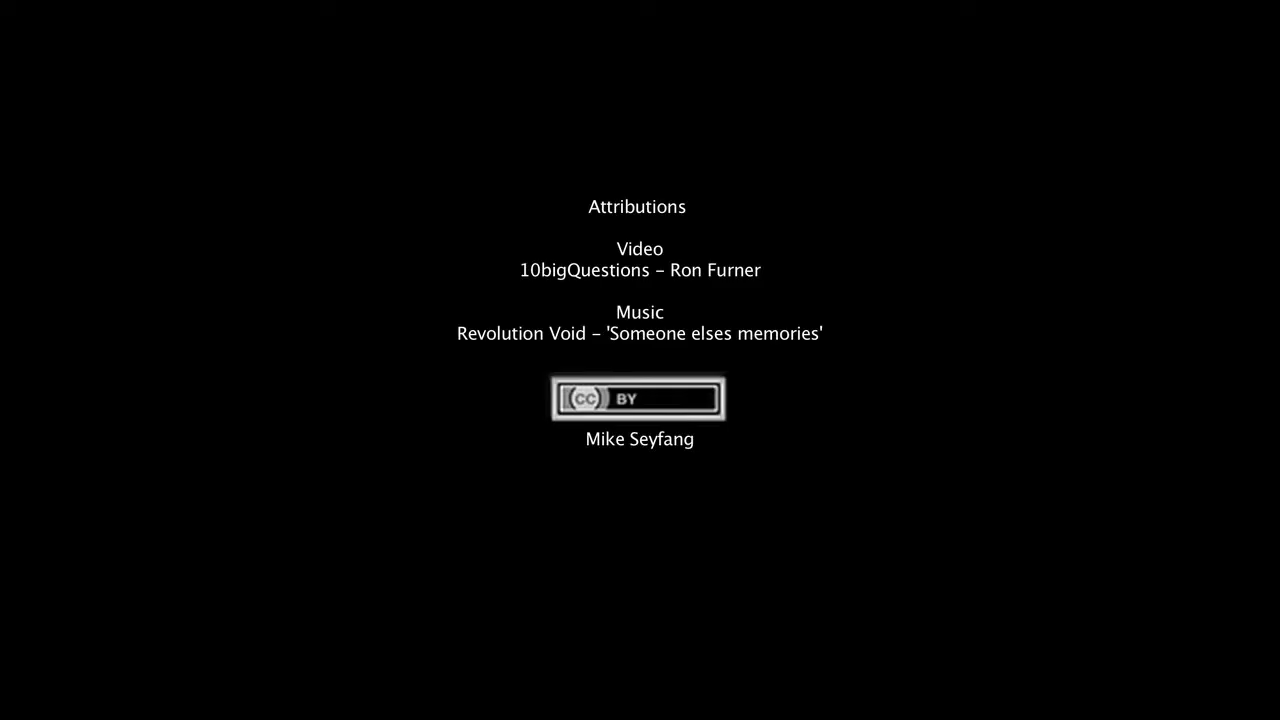 Attributions
Video
10bigQuestions – Ron Furner
Music
Revolution Void – 'Someone elses memories'
CC BY
Mike Seyfang